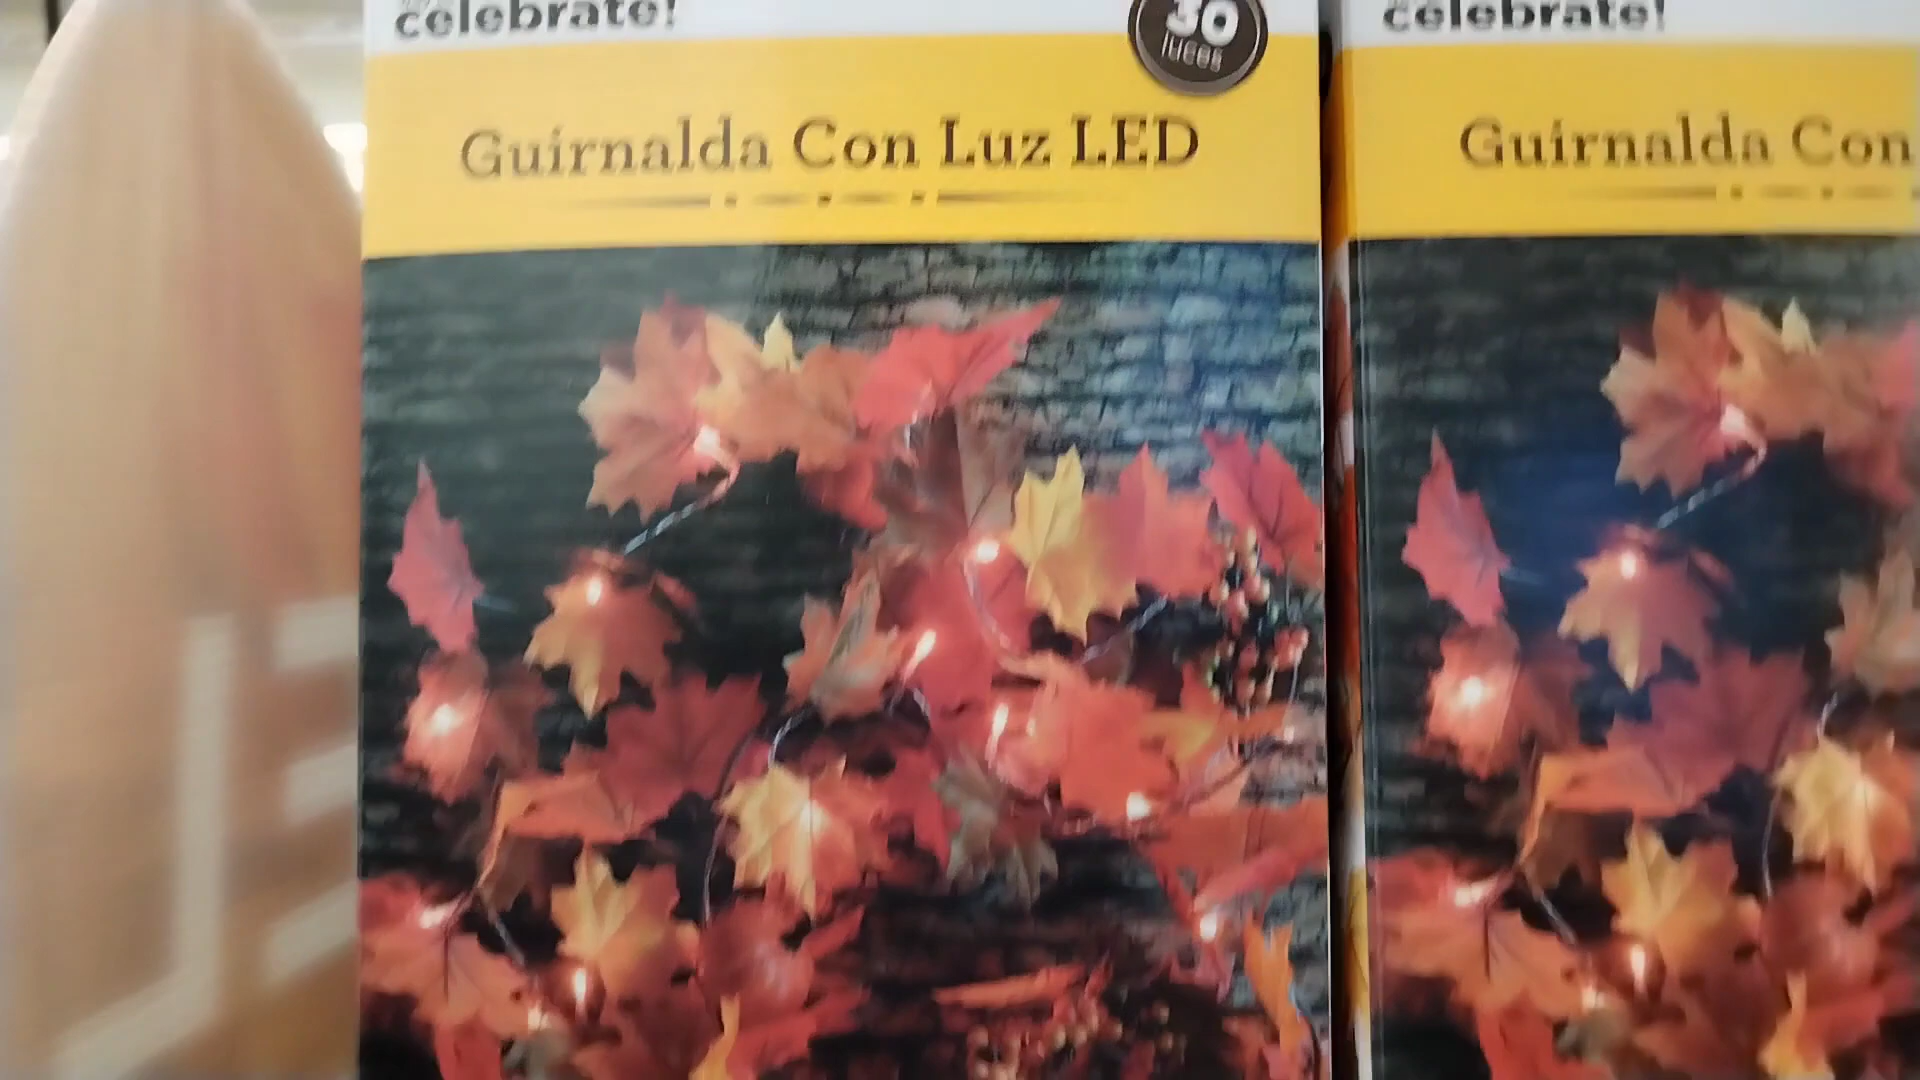 celebrate!
30
luces
Guirnalda Con Luz LED
celebrate!
Guirnalda Con